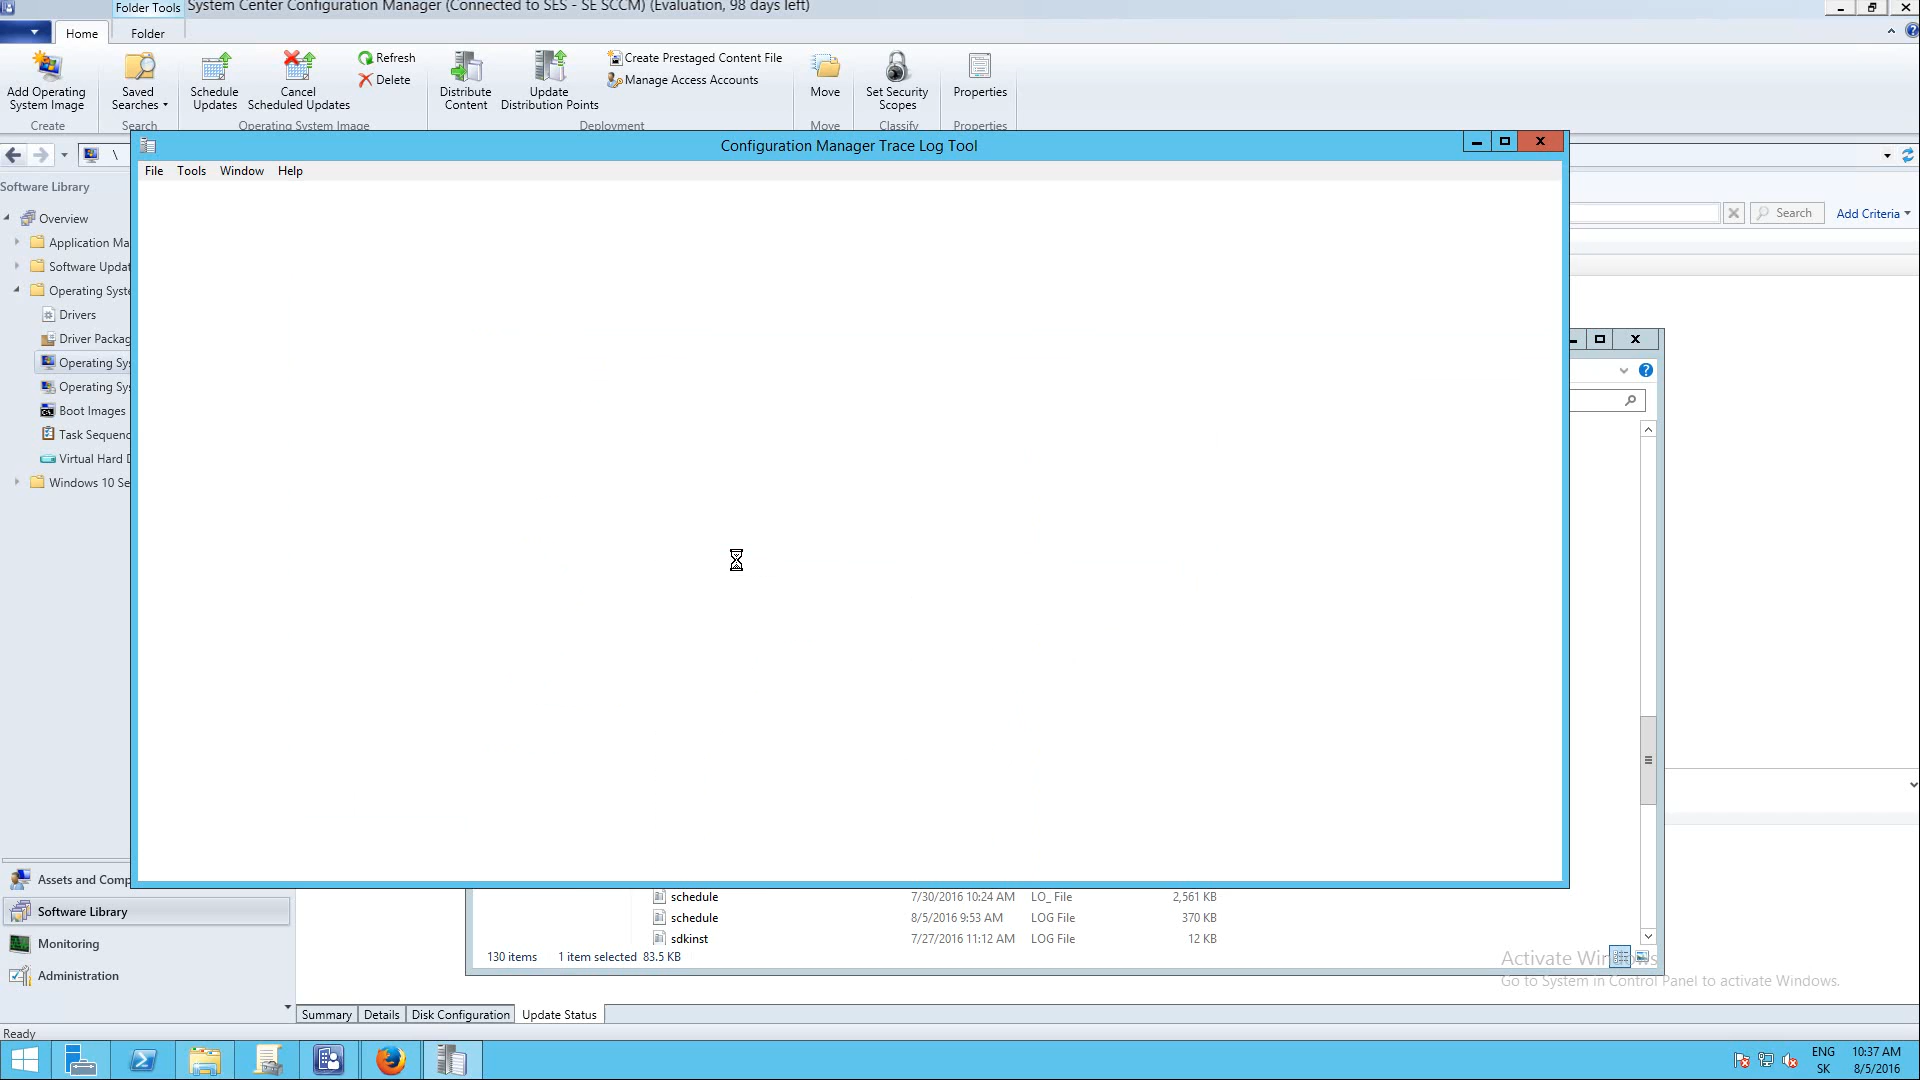 Folder Tools System Center Configuration Manager (Connected to SES - SE SCCM) (Evaluation, 98 days left)
Home Folder
Add Operating System Image
Saved Searches
Schedule Updates
Cancel Scheduled Updates
Refresh
Delete
Distribute Content
Update Distribution Points
Create Prestaged Content File
Manage Access Accounts
Move
Set Security Scopes
Properties
Create Search Operating System Image Deployment Move Classify Properties
\
Configuration Manager Trace Log Tool
File Tools Window Help
Software Library
Overview
Application Ma
Software Updat
Operating Syste
Drivers
Driver Packag
Operating Sys
Operating Sys
Boot Images
Task Sequenc
Virtual Hard D
Windows 10 Se
Search Add Criteria
Assets and Comp
Software Library
Monitoring
Administration
schedule 7/30/2016 10:24 AM LO_ File 2,561 KB
schedule 8/5/2016 9:53 AM LOG File 370 KB
sdkinst 7/27/2016 11:12 AM LOG File 12 KB
130 items 1 item selected 83.5 KB
Activate Windows
Go to System in Control Panel to activate Windows.
Summary Details Disk Configuration Update Status
Ready
ENG 10:37 AM
SK 8/5/2016